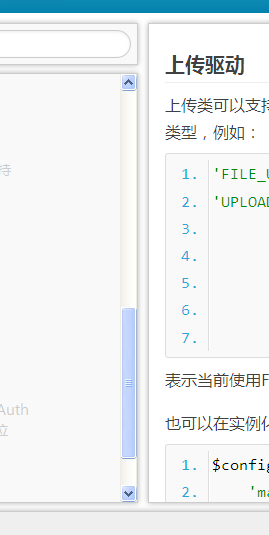 待
Auth
位
上传驱动
上传类可以支持
类型，例如：
1. 'FILE_U
2. 'UPLOAD
3.
4.
5.
6.
7.
表示当前使用F
也可以在实例化
1. $config
2. 'ma